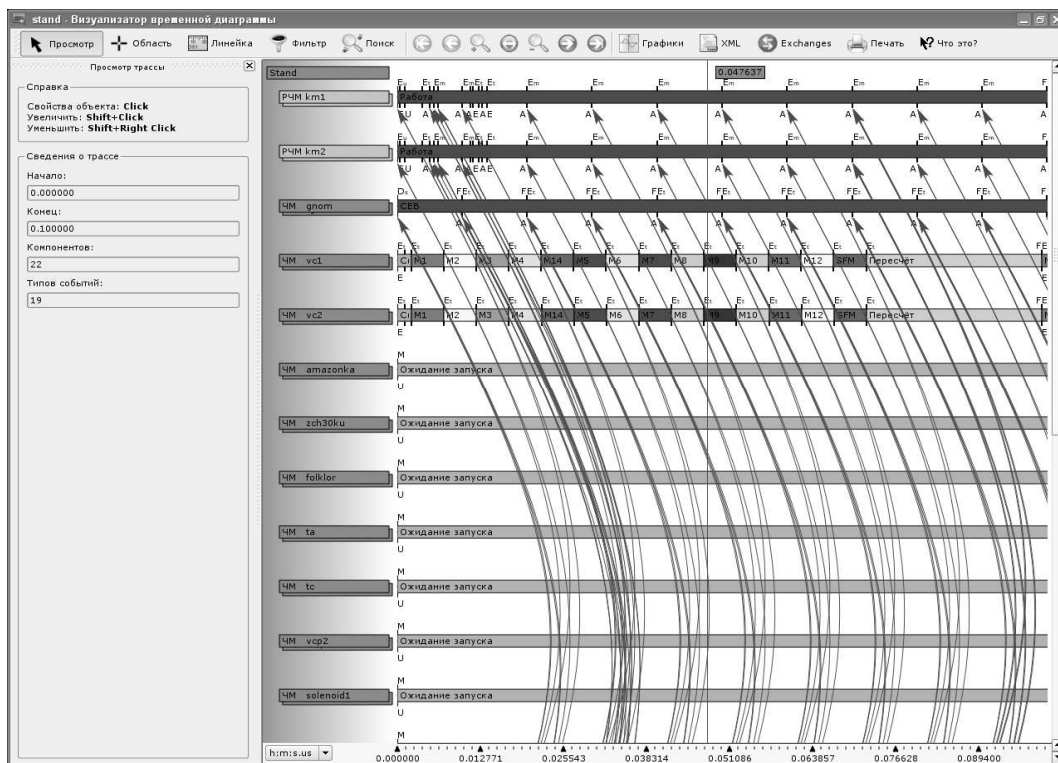 stand - Визуализатор временной диаграммы
Просмотр Область Линейка Фильтр Поиск Графики XML Exchanges Печать Что это?
Просмотр трассы
Справка
Свойства объекта: Click
Увеличить: Shift+Click
Уменьшить: Shift+Right Click
Сведения о трассе
Начало:
0.000000
Конец:
0.100000
Компонентов:
22
Типов событий:
19
Stand
0.047637
РЧМ km1
Работа
РЧМ km2
Работа
ЧМ gnom
СЕВ
ЧМ vc1
M1 M2 M3 M4 M14 M5 M6 M7 M8 M9 M10 M11 M12 SFM Пересчёт
ЧМ vc2
M1 M2 M3 M4 M14 M5 M6 M7 M8 M9 M10 M11 M12 SFM Пересчёт
M
ЧМ amazonka
Ожидание запуска
U
M
ЧМ zch30ku
Ожидание запуска
U
M
ЧМ folklor
Ожидание запуска
U
M
ЧМ ta
Ожидание запуска
U
M
ЧМ tc
Ожидание запуска
U
M
ЧМ vcp2
Ожидание запуска
U
M
ЧМ solenoid1
Ожидание запуска
U
M
h:m:s.us
0.000000 0.012771 0.025543 0.038314 0.051086 0.063857 0.076628 0.089400